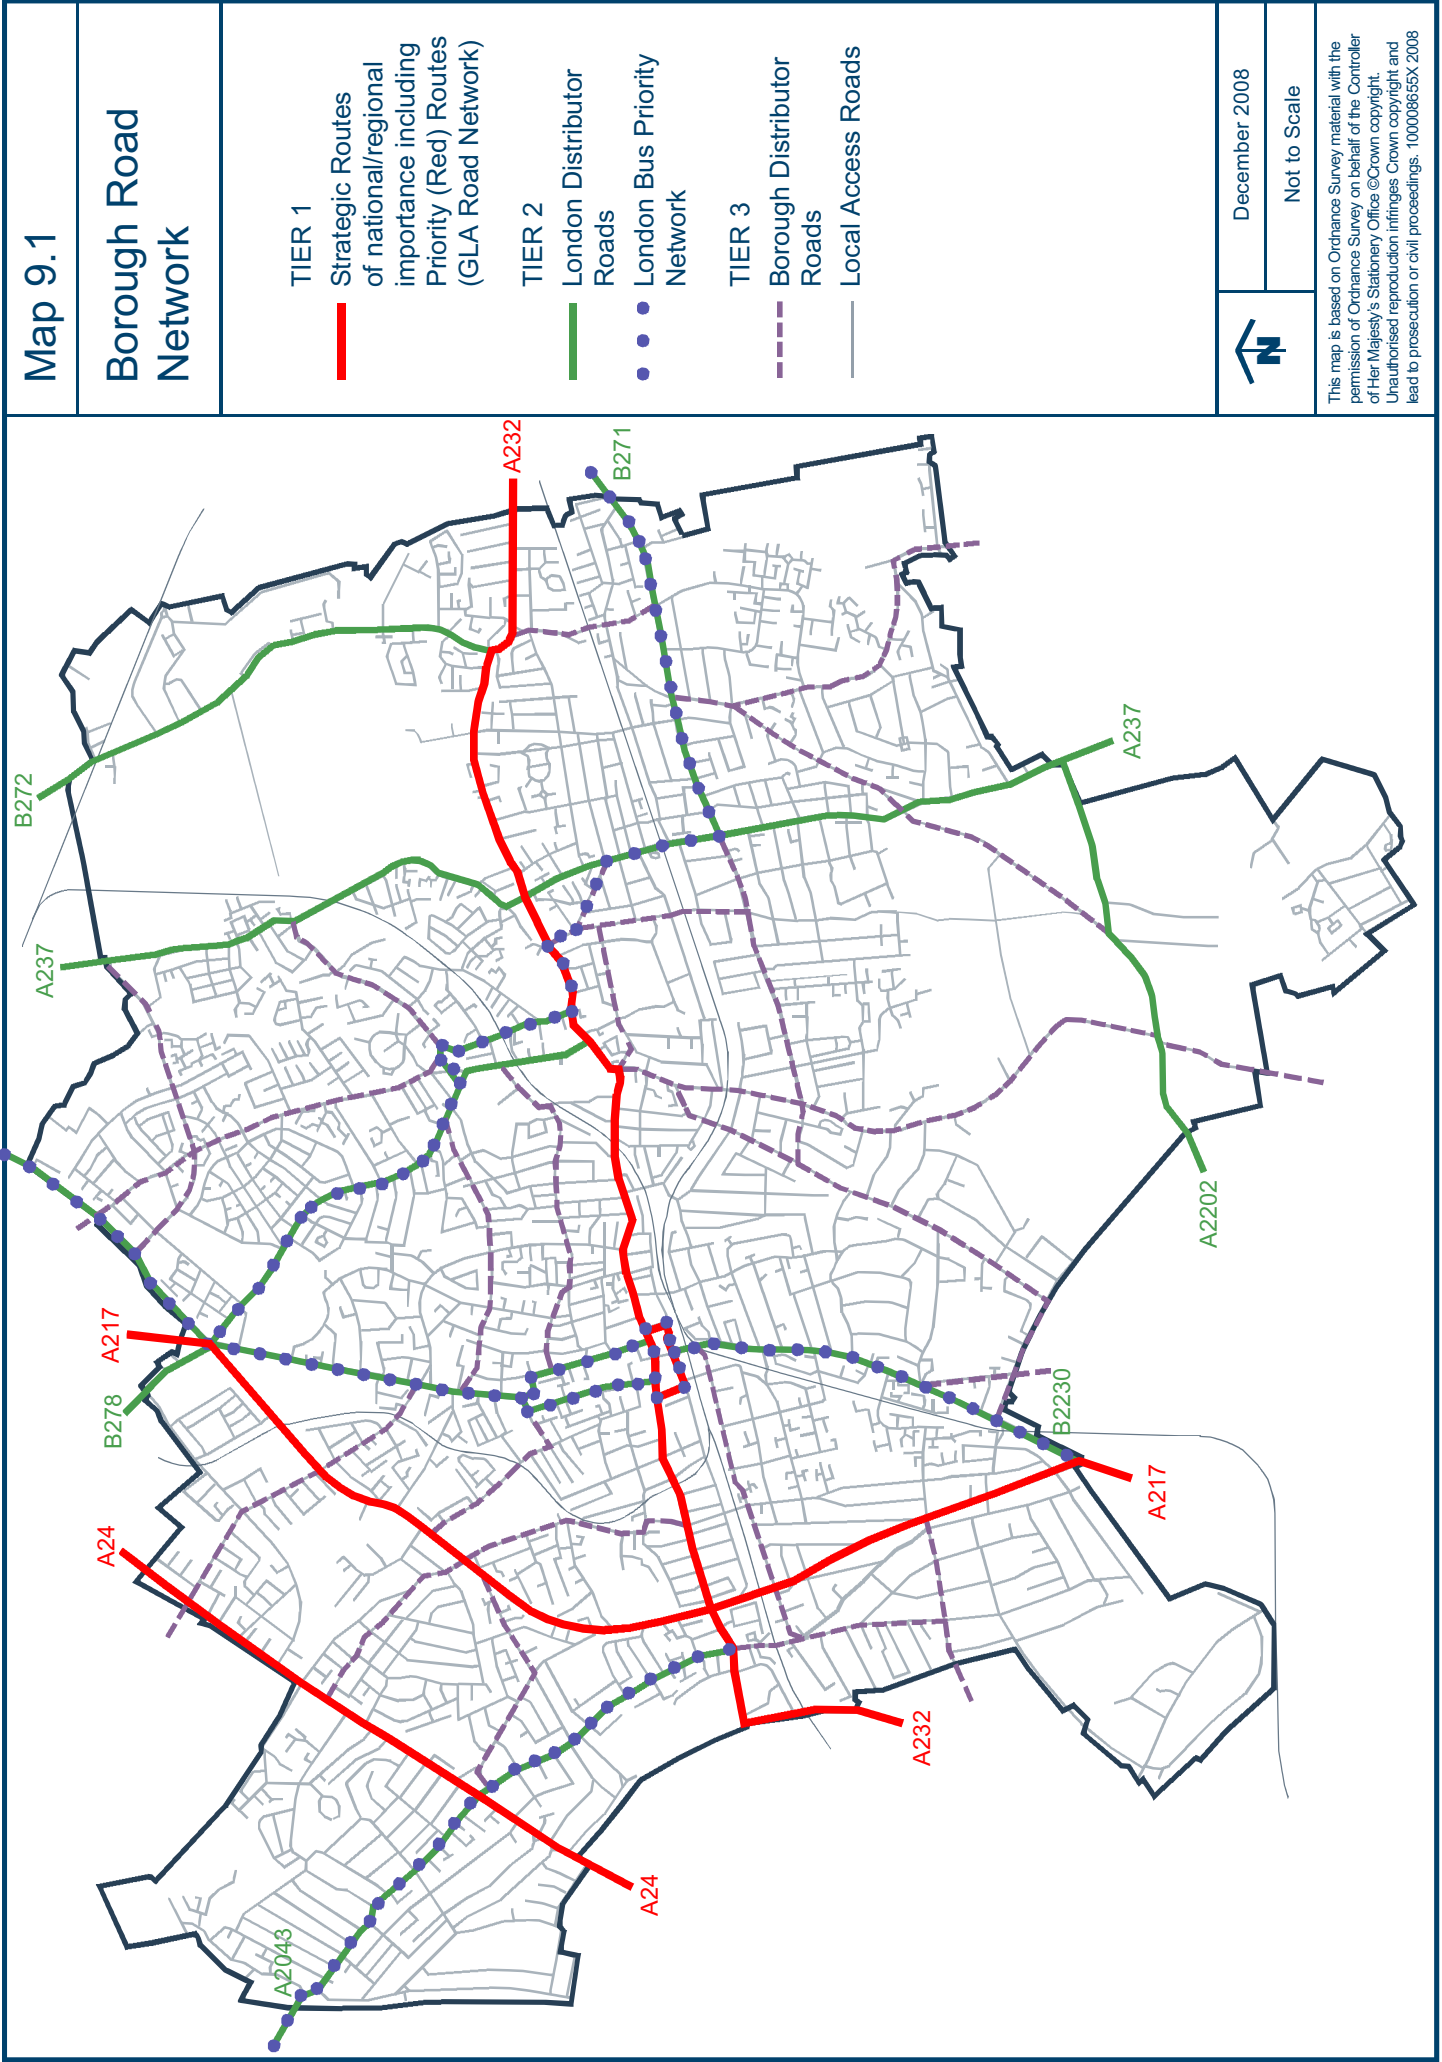 Map 9.1
Borough Road
Network
TIER 1
Strategic Routes
of national/regional
importance including
Priority (Red) Routes
(GLA Road Network)
TIER 2
London Distributor
Roads
London Bus Priority
Network
TIER 3
Borough Distributor
Roads
Local Access Roads
N
December 2008
Not to Scale
This map is based on Ordnance Survey material with the
permission of Ordnance Survey on behalf of the Controller
of Her Majesty's Stationery Office ©Crown copyright.
Unauthorised reproduction infringes Crown copyright and
lead to prosecution or civil proceedings. 100008655X 2008
A232
B271
B272
A237
A237
A2202
A217
B278
B2230
A217
A24
A232
A24
A2043